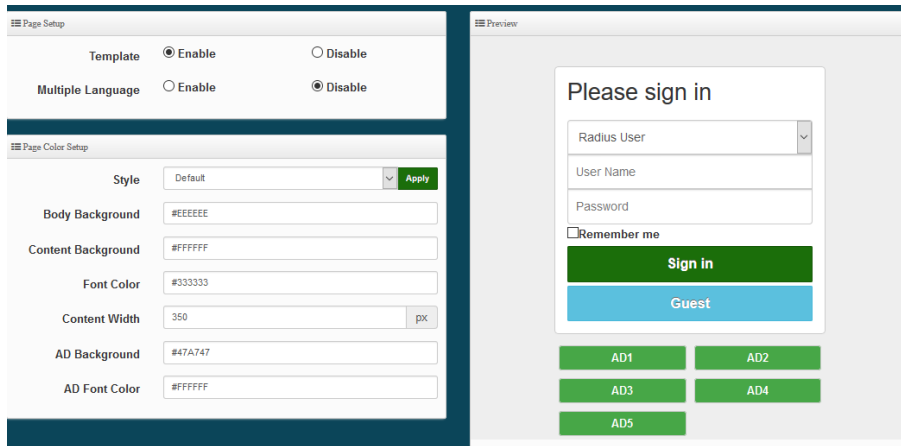 Page Setup
Template Enable Disable
Multiple Language Enable Disable
Page Color Setup
Style Default Apply
Body Background #EEEEEE
Content Background #FFFFFF
Font Color #333333
Content Width 350 px
AD Background #47A747
AD Font Color #FFFFFF
Preview
Please sign in
Radius User
User Name
Password
Remember me
Sign in
Guest
AD1 AD2
AD3 AD4
AD5